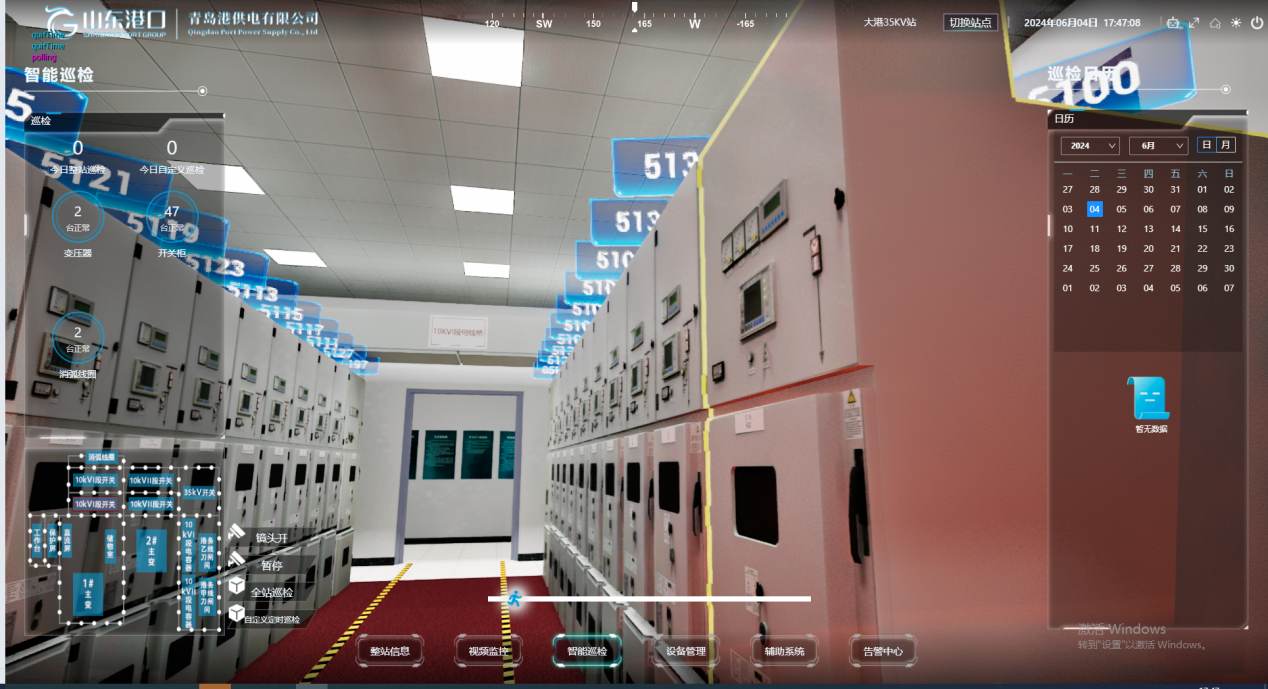 山东港口
SHANDONG PORT GROUP
青岛港供电有限公司
Qingdao Port Power Supply Co., Ltd
120 SW 150 165 W -165
大港35KV站
切换站点
2024年06月04日 17:47:08
quitTime
quitTime
polling
智能巡检
巡检日历
5100
巡检
0
今日整站巡检
0
今日自定义巡检
2
台正常
变压器
47
台正常
开关柜
2
台正常
消弧线圈
5
5121
5119
5123
5113
5115
5117
5111
5127
513
513
510
510
10KVI段母线桥
日历
2024
6月
日 月
一 二 三 四 五 六 日
27 28 29 30 31 01 02
03 04 05 06 07 08 09
10 11 12 13 14 15 16
17 18 19 20 21 22 23
24 25 26 27 28 29 30
01 02 03 04 05 06 07
暂无数据
消弧线圈
10kVI段开关
10kVII段开关
35kV开关
10kVI段开关
10kVII段开关
工作台
保护屏
直流屏
储物室
2#主变
1#主变
10kVI段电容器
10kVII段电容器
港务乙线刀闸间
港务甲线刀闸间
镜头开
暂停
全站巡检
自定义定时巡检
整站信息
视频监控
智能巡检
设备管理
辅助系统
告警中心
激活 Windows
转到"设置"以激活 Windows。